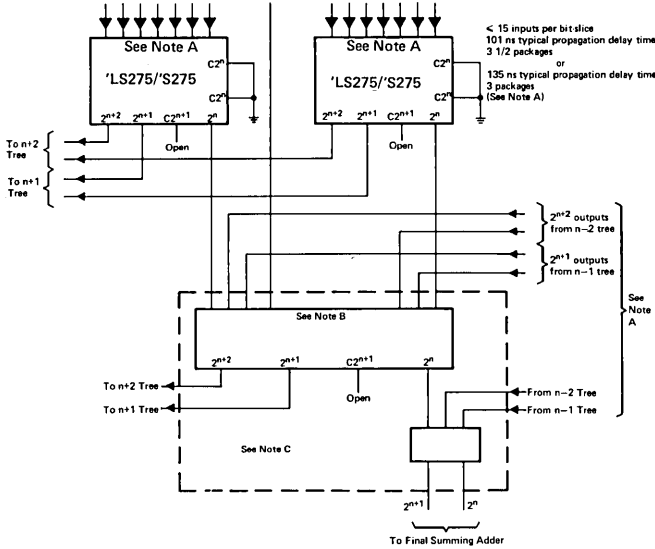 See Note A
C2ⁿ
'LS275/'S275
C2ⁿ
2ⁿ⁺² 2ⁿ⁺¹ C2ⁿ⁺¹ 2ⁿ
Open
See Note A
C2ⁿ
'LS275/'S275
C2ⁿ
2ⁿ⁺² 2ⁿ⁺¹ C2ⁿ⁺¹ 2ⁿ
Open
≤ 15 inputs per bit-slice
101 ns typical propagation delay time
3 1/2 packages
or
135 ns typical propagation delay time
3 packages
(See Note A)
To n+2
Tree
To n+1
Tree
2ⁿ⁺² outputs
from n–2 tree
2ⁿ⁺¹ outputs
from n–1 tree
See
Note
A
See Note B
2ⁿ⁺² 2ⁿ⁺¹ C2ⁿ⁺¹ 2ⁿ
Open
To n+2 Tree
To n+1 Tree
From n–2 Tree
From n–1 Tree
See Note C
2ⁿ⁺¹ 2ⁿ
To Final Summing Adder